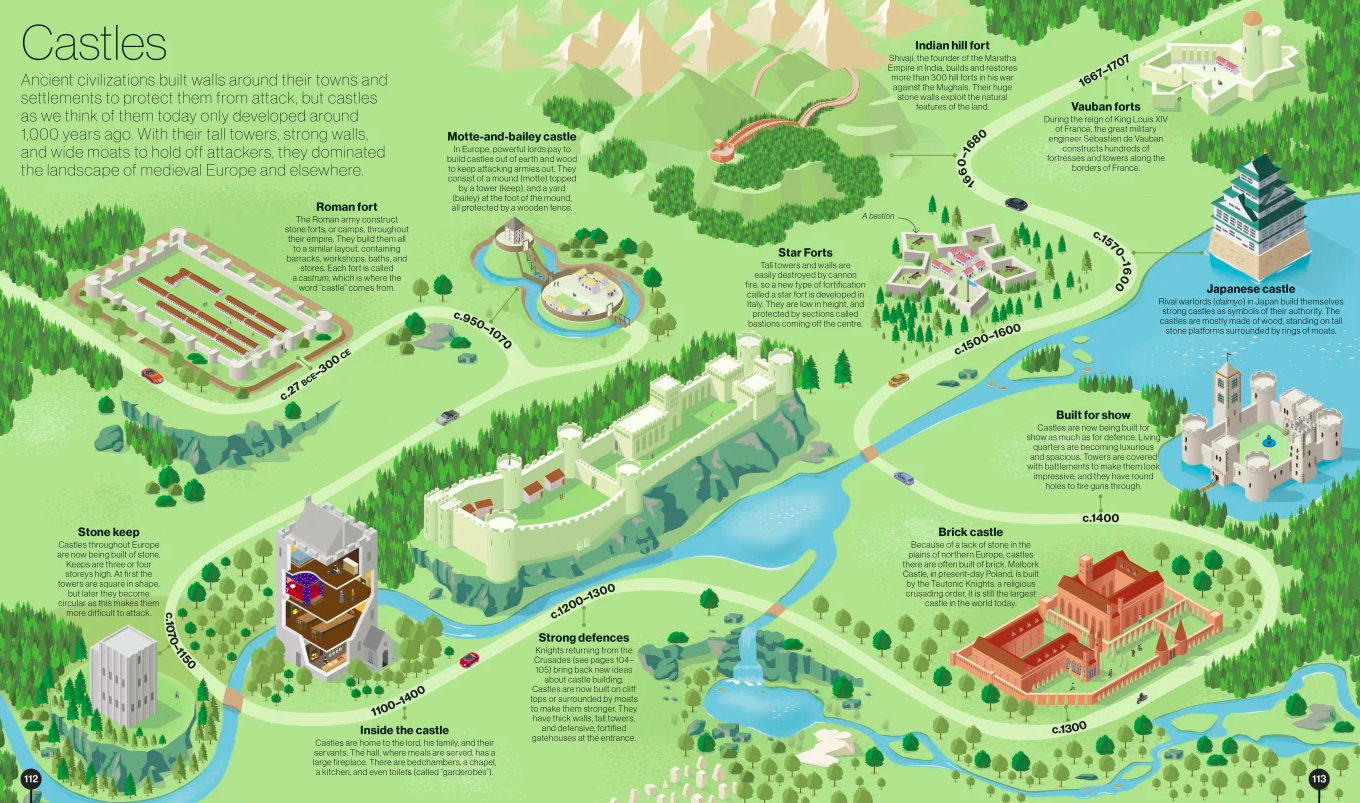 Castles
Ancient civilizations built walls around their towns and
settlements to protect them from attack, but castles
as we think of them today only developed around
1,000 years ago. With their tall towers, strong walls,
and wide moats to hold off attackers, they dominated
the landscape of medieval Europe and elsewhere.
Roman fort
The Roman army construct
stone forts, or camps, throughout
their empire. They build them all
to a similar layout, containing
barracks, workshops, baths, and
stores. Each fort is called
a castrum, which is where the
word "castle" comes from.
c.27 BCE–300 CE
Motte-and-bailey castle
In Europe, powerful lords pay to
build castles out of earth and wood
to keep attacking armies out. They
consist of a mound (motte) topped
by a tower (keep), and a yard
(bailey) at the foot of the mound,
all protected by a wooden fence.
c.950–1070
Stone keep
Castles throughout Europe
are now being built of stone.
Keeps are three or four
storeys high. At first the
towers are square in shape,
but later they become
circular as this makes them
more difficult to attack.
c.1070–1150
1100–1400
Inside the castle
Castles are home to the lord, his family, and their
servants. The hall, where meals are served, has a
large fireplace. There are bedchambers, a chapel,
a kitchen, and even toilets (called "garderobes").
c.1200–1300
Strong defences
Knights returning from the
Crusades (see pages 104–
105) bring back new ideas
about castle building.
Castles are now built on cliff
tops or surrounded by moats
to make them stronger. They
have thick walls, tall towers,
and defensive, fortified
gatehouses at the entrance.
Brick castle
Because of a lack of stone in the
plains of northern Europe, castles
there are often built of brick. Malbork
Castle, in present-day Poland, is built
by the Teutonic Knights, a religious
crusading order. It is still the largest
castle in the world today.
c.1300
Built for show
Castles are now being built for
show as much as for defence. Living
quarters are becoming luxurious
and spacious. Towers are covered
with battlements to make them look
impressive, and they have round
holes to fire guns through.
c.1400
Star Forts
Tall towers and walls are
easily destroyed by cannon
fire, so a new type of fortification
called a star fort is developed in
Italy. They are low in height, and
protected by sections called
bastions coming off the centre.
A bastion
c.1500–1600
Japanese castle
Rival warlords (daimyo) in Japan build themselves
strong castles as symbols of their authority. The
castles are mostly made of wood, standing on tall
stone platforms surrounded by rings of moats.
c.1570–1600
Indian hill fort
Shivaji, the founder of the Maratha
Empire in India, builds and restores
more than 300 hill forts in his war
against the Mughals. Their huge
stone walls exploit the natural
features of the land.
1660–1680
1667–1707
Vauban forts
During the reign of King Louis XIV
of France, the great military
engineer Sébastien de Vauban
constructs hundreds of
fortresses and towers along the
borders of France.
112
113